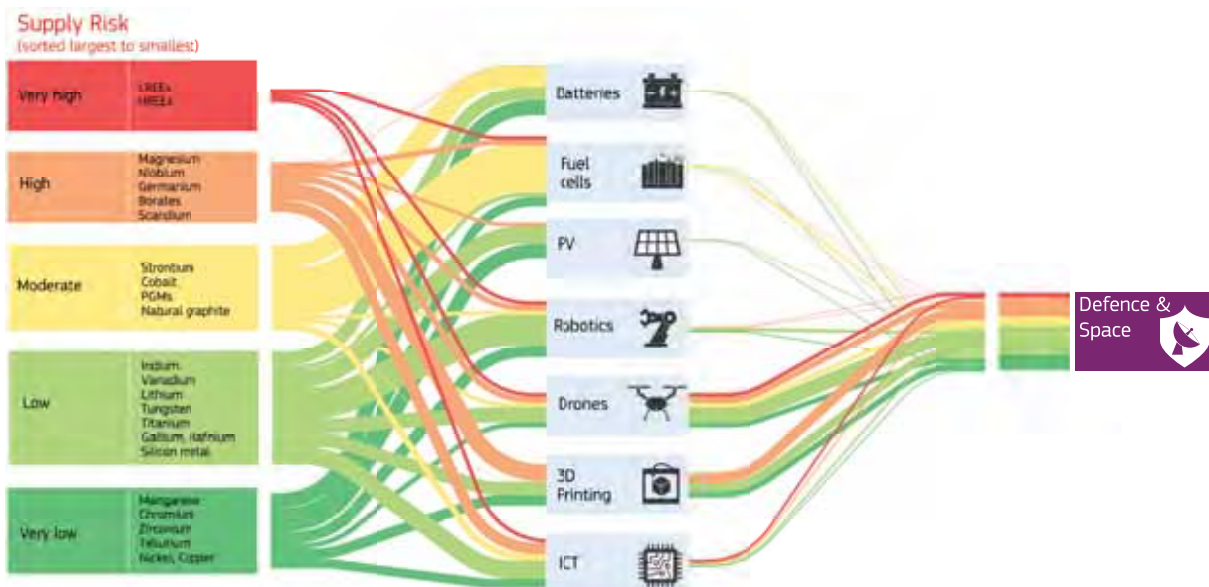 Supply Risk
(sorted largest to smallest)
Very high
LREEs
HREEs
High
Magnesium
Niobium
Germanium
Borates
Scandium
Moderate
Strontium
Cobalt
PGMs
Natural graphite
Low
Indium
Vanadium
Lithium
Tungsten
Titanium
Gallium, Hafnium
Silicon metal
Very low
Manganese
Chromium
Zirconium
Tellurium
Nickel, Copper
Batteries
Fuel
cells
PV
Robotics
Drones
3D
Printing
ICT
Defence &
Space